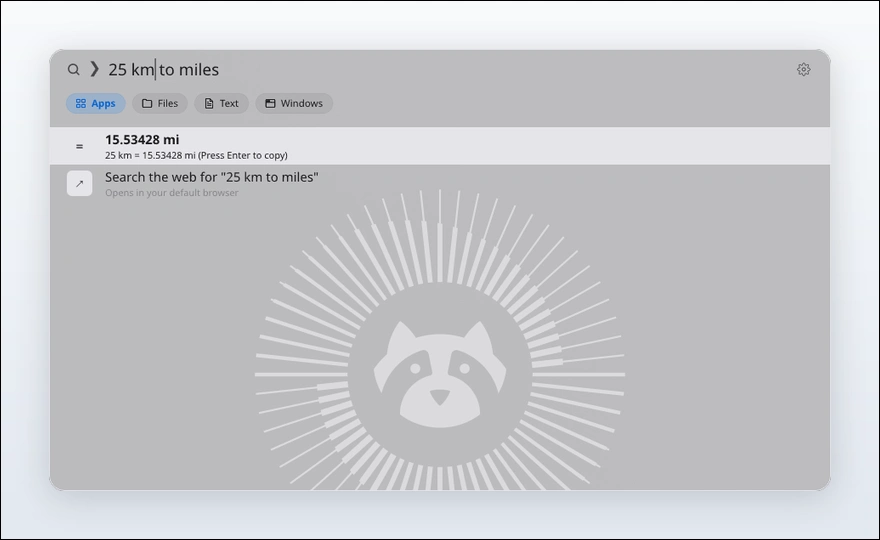 25 km to miles
Apps Files Text Windows
= 15.53428 mi
25 km = 15.53428 mi (Press Enter to copy)
Search the web for "25 km to miles"
Opens in your default browser